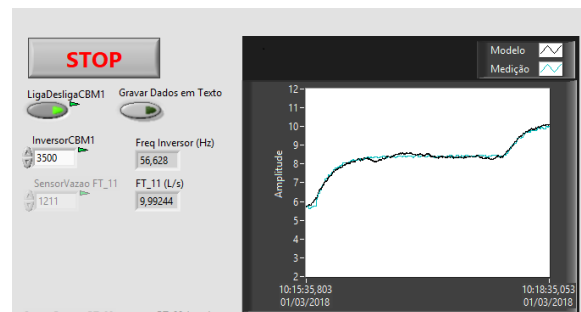 STOP
LigaDesligaCBM1
Gravar Dados em Texto
InversorCBM1
Freq Inversor (Hz)
3500
56,628
SensorVazao FT_11
FT_11 (L/s)
1211
9,99244
Modelo
Medição
Amplitude
12
11
10
9
8
7
6
5
4
3
2
10:15:35,803
01/03/2018
10:18:35,053
01/03/2018